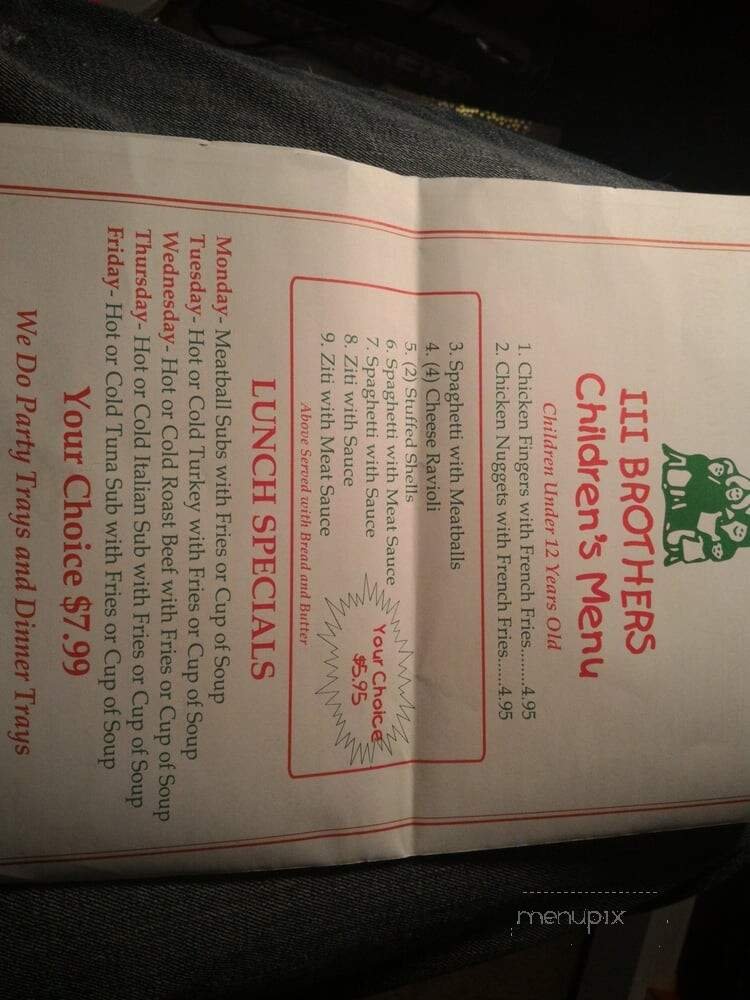 III BROTHERS
Children's Menu
Children Under 12 Years Old
1. Chicken Fingers with French Fries........4.95
2. Chicken Nuggets with French Fries......4.95
3. Spaghetti with Meatballs
4. (4) Cheese Ravioli
5. (2) Stuffed Shells
6. Spaghetti with Meat Sauce
7. Spaghetti with Sauce
8. Ziti with Sauce
9. Ziti with Meat Sauce
Your Choice
$5.95
Above Served with Bread and Butter
LUNCH SPECIALS
Monday- Meatball Subs with Fries or Cup of Soup
Tuesday- Hot or Cold Turkey with Fries or Cup of Soup
Wednesday- Hot or Cold Roast Beef with Fries or Cup of Soup
Thursday- Hot or Cold Italian Sub with Fries or Cup of Soup
Friday- Hot or Cold Tuna Sub with Fries or Cup of Soup
Your Choice $7.99
We Do Party Trays and Dinner Trays
menupix